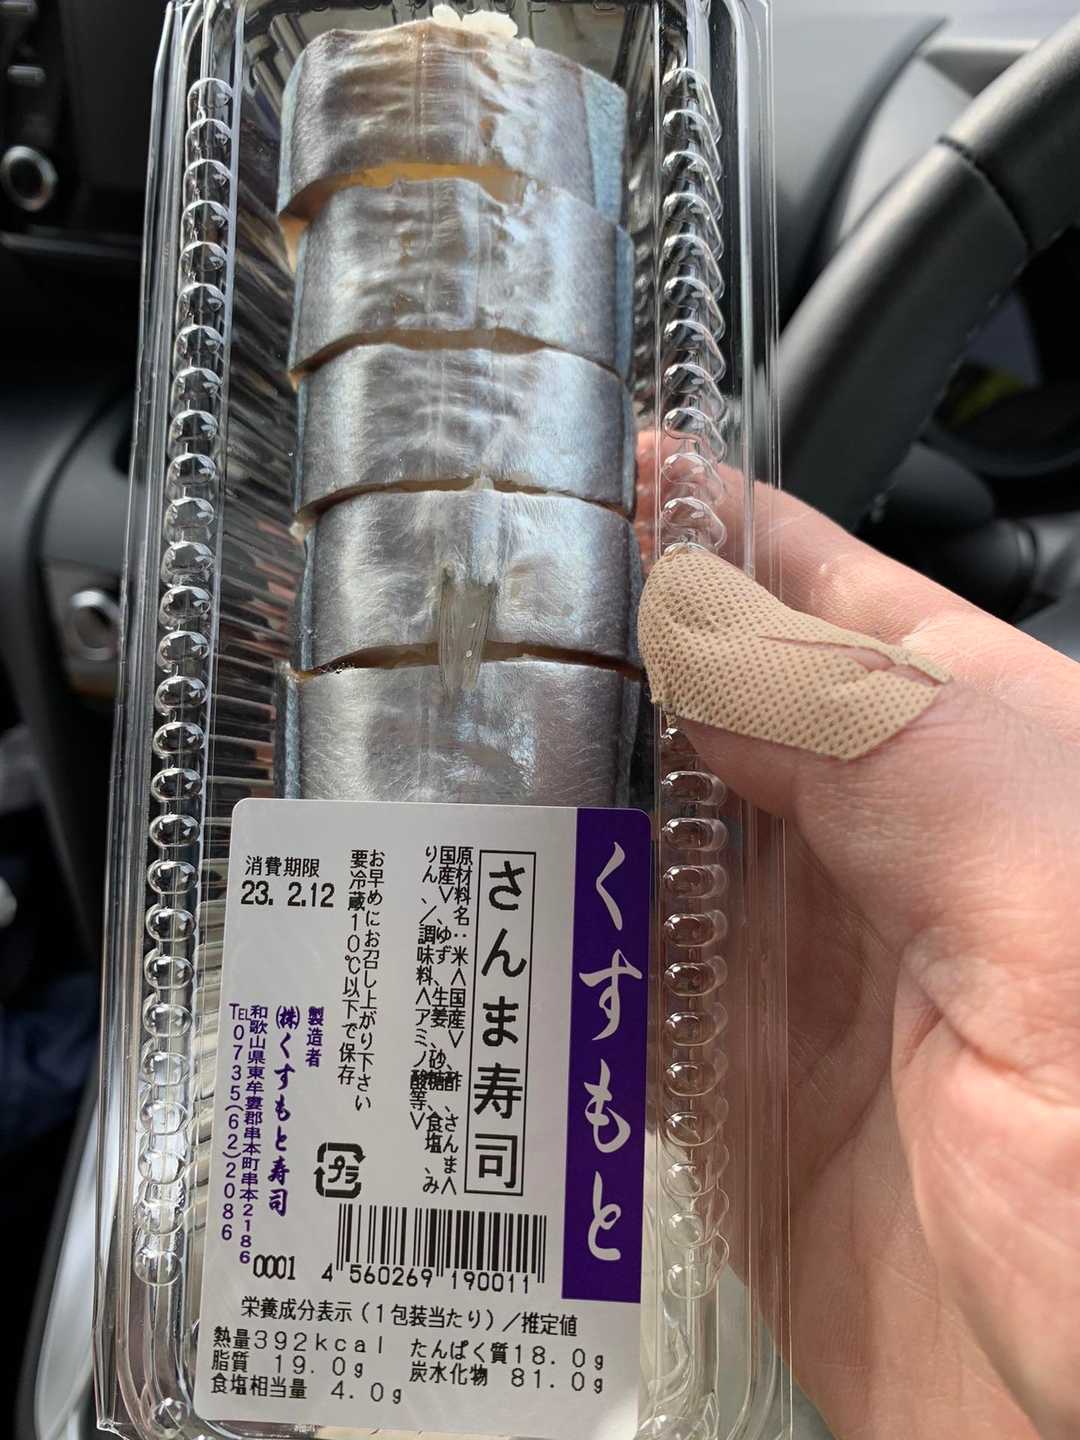 くすもと
さんま寿司
原材料名:米<国産>、酢、さんま<
国産>、ゆず、生姜、砂糖、食塩、み
りん、／調味料<アミノ酸等>
お早めにお召し上がり下さい
要冷蔵10℃以下で保存
消費期限
23. 2.12
製造者
㈱くすもと寿司
和歌山県東牟婁郡串本町串本2186
TEL0735(62)2086
プラ
0001
4 560269 190011
栄養成分表示(1包装当たり)／推定値
熱量392kcal たんぱく質18.0g
脂質 19.0g 炭水化物 81.0g
食塩相当量 4.0g